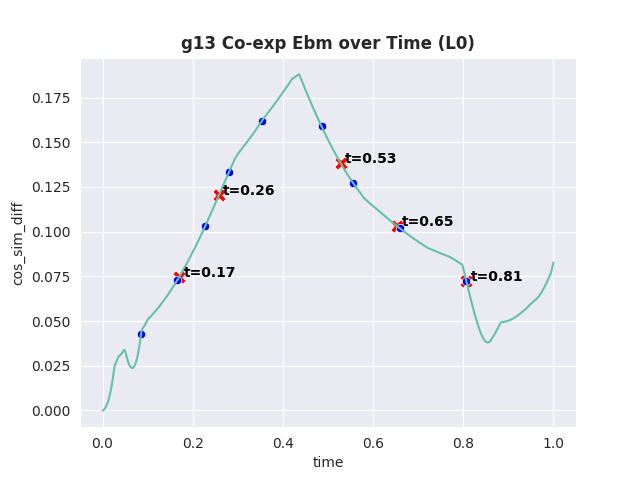 g13 Co-exp Ebm over Time (L0)
cos_sim_diff
0.175
0.150
0.125
0.100
0.075
0.050
0.025
0.000
t=0.53
t=0.26
t=0.65
t=0.17
t=0.81
0.0 0.2 0.4 0.6 0.8 1.0
time